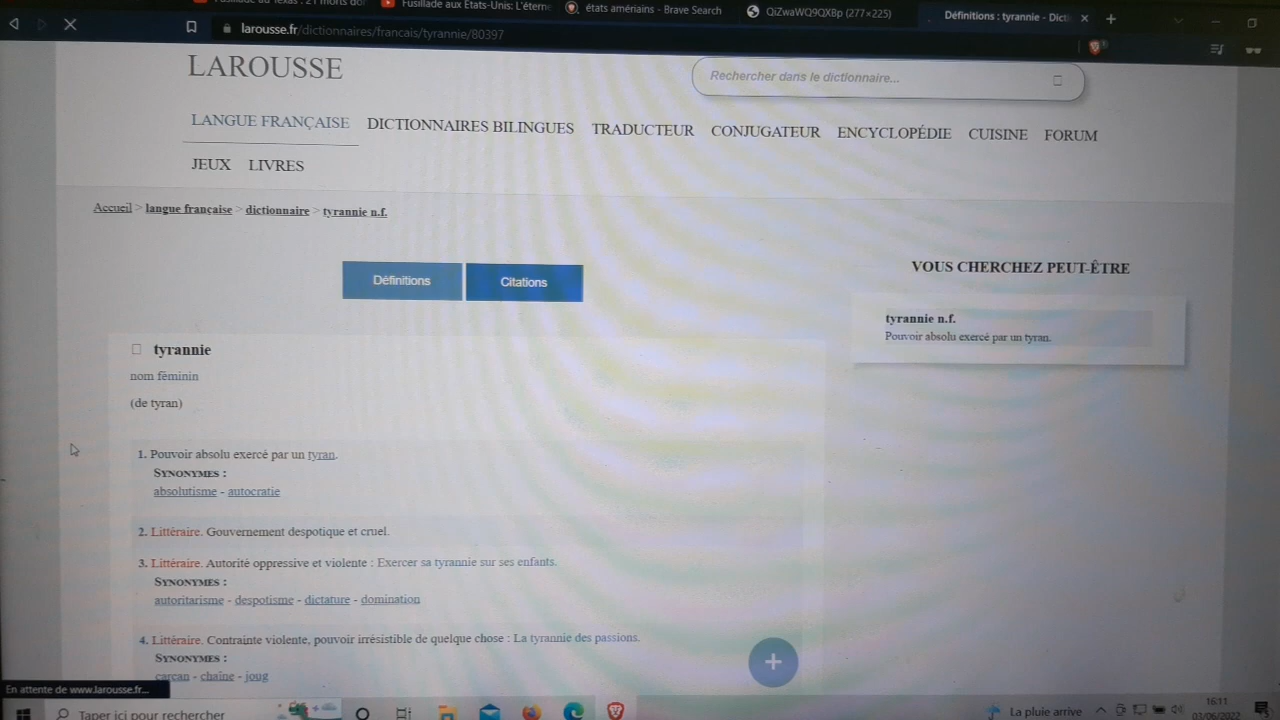 Fusillade aux Etats-Unis: L'éterne
états amériains - Brave Search
QiZwaWQ9QXBp (277×225)
Définitions : tyrannie - Dicti
larousse.fr/dictionnaires/francais/tyrannie/80397
LAROUSSE
Rechercher dans le dictionnaire...
LANGUE FRANÇAISE DICTIONNAIRES BILINGUES TRADUCTEUR CONJUGATEUR ENCYCLOPÉDIE CUISINE FORUM
JEUX LIVRES
Accueil > langue française > dictionnaire > tyrannie n.f.
Définitions Citations
VOUS CHERCHEZ PEUT-ÊTRE
tyrannie n.f.
Pouvoir absolu exercé par un tyran.
tyrannie
nom féminin
(de tyran)
1. Pouvoir absolu exercé par un tyran.
SYNONYMES :
absolutisme - autocratie
2. Littéraire. Gouvernement despotique et cruel.
3. Littéraire. Autorité oppressive et violente : Exercer sa tyrannie sur ses enfants.
SYNONYMES :
autoritarisme - despotisme - dictature - domination
4. Littéraire. Contrainte violente, pouvoir irrésistible de quelque chose : La tyrannie des passions.
SYNONYMES :
carcan - chaîne - joug
En attente de www.larousse.fr...
Taper ici pour rechercher
La pluie arrive
16:11
03/06/2022